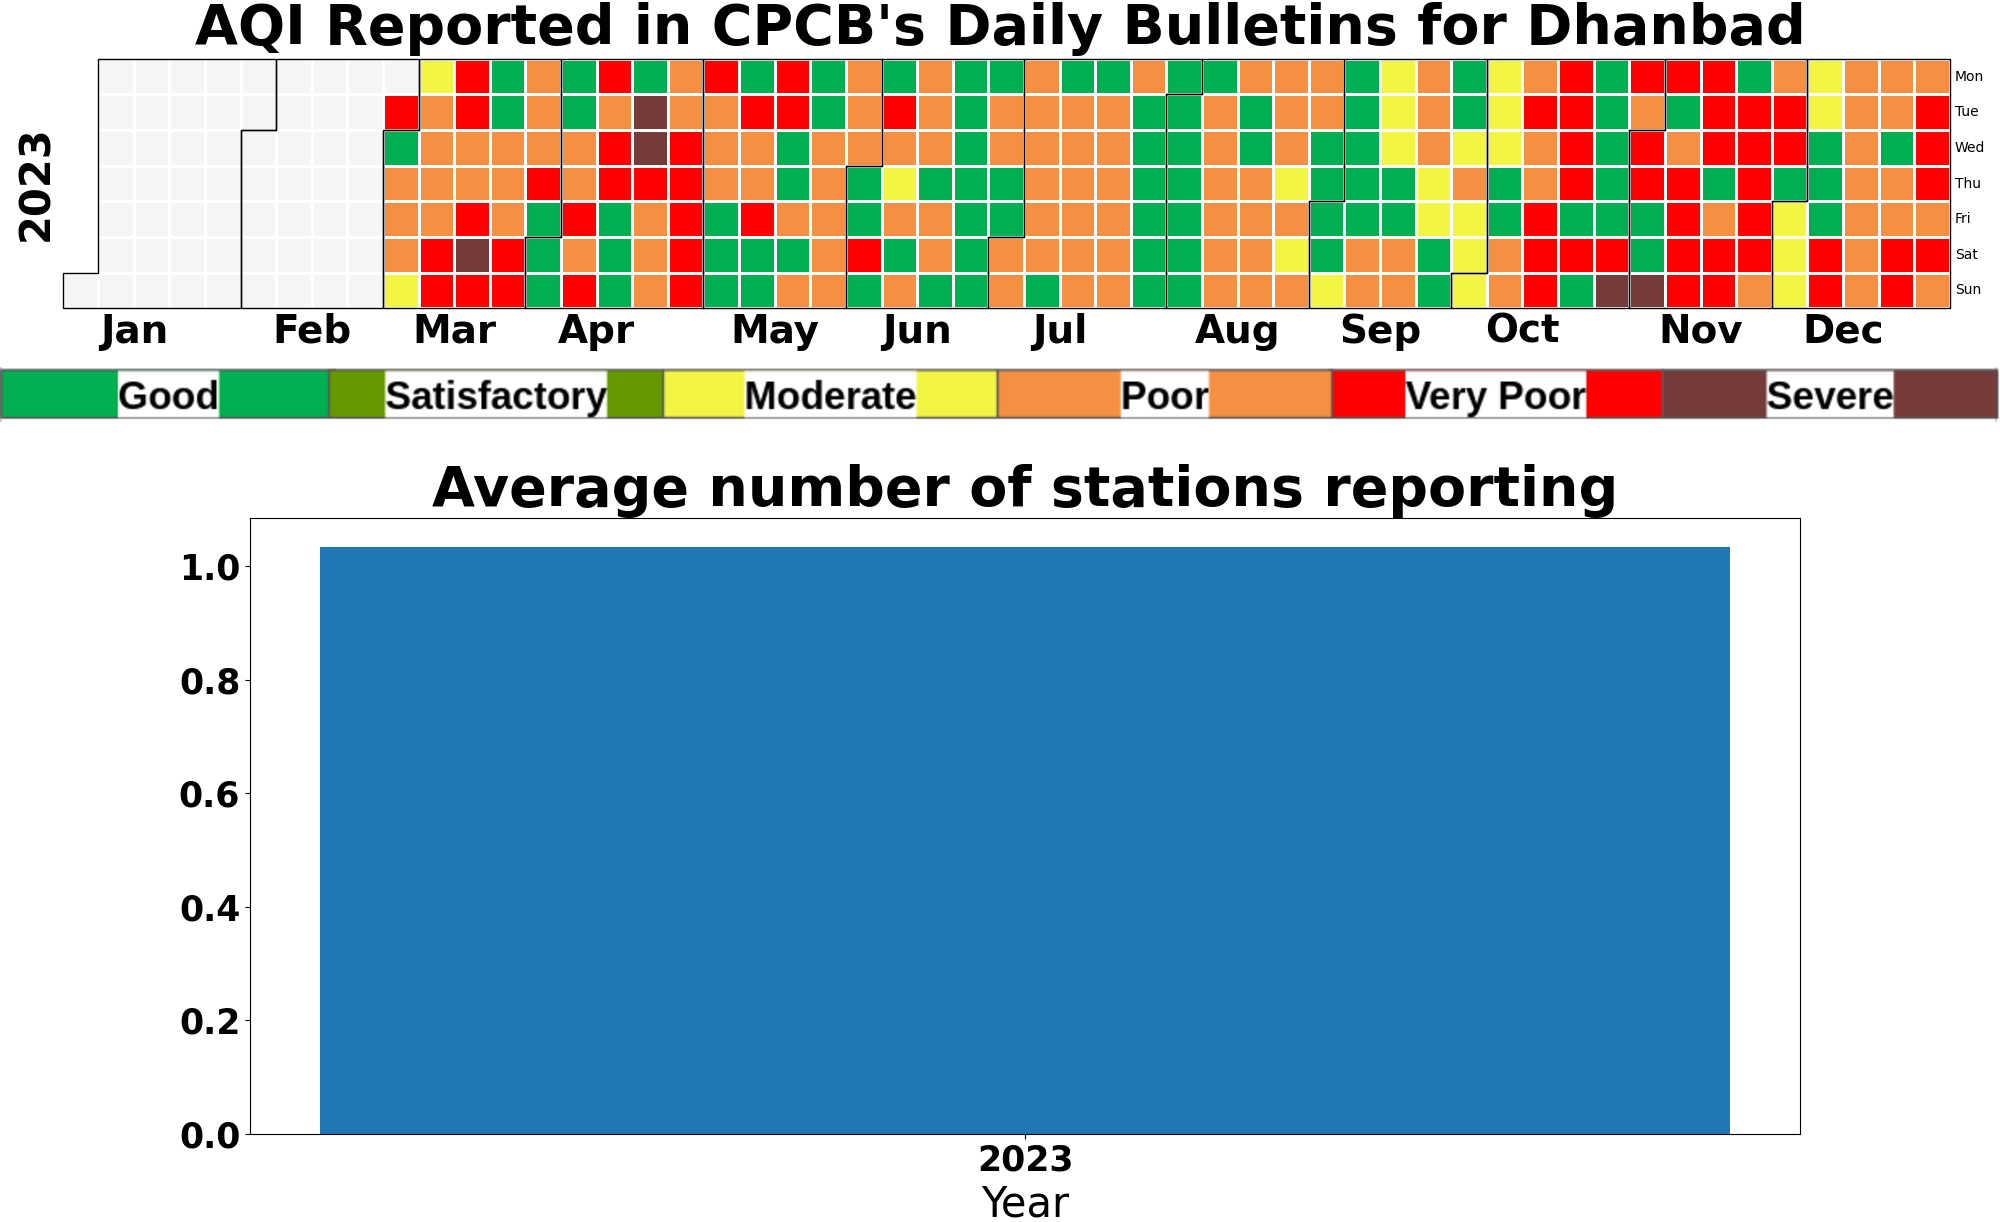 AQI Reported in CPCB's Daily Bulletins for Dhanbad
2023
Mon
Tue
Wed
Thu
Fri
Sat
Sun
Jan Feb Mar Apr May Jun Jul Aug Sep Oct Nov Dec
Good Satisfactory Moderate Poor Very Poor Severe
Average number of stations reporting
1.0
0.8
0.6
0.4
0.2
0.0
2023
Year